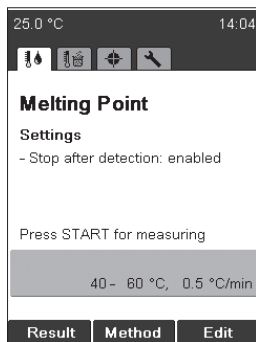 25.0 °C 14:04
Melting Point
Settings
- Stop after detection: enabled
Press START for measuring
40 - 60 °C, 0.5 °C/min
Result Method Edit